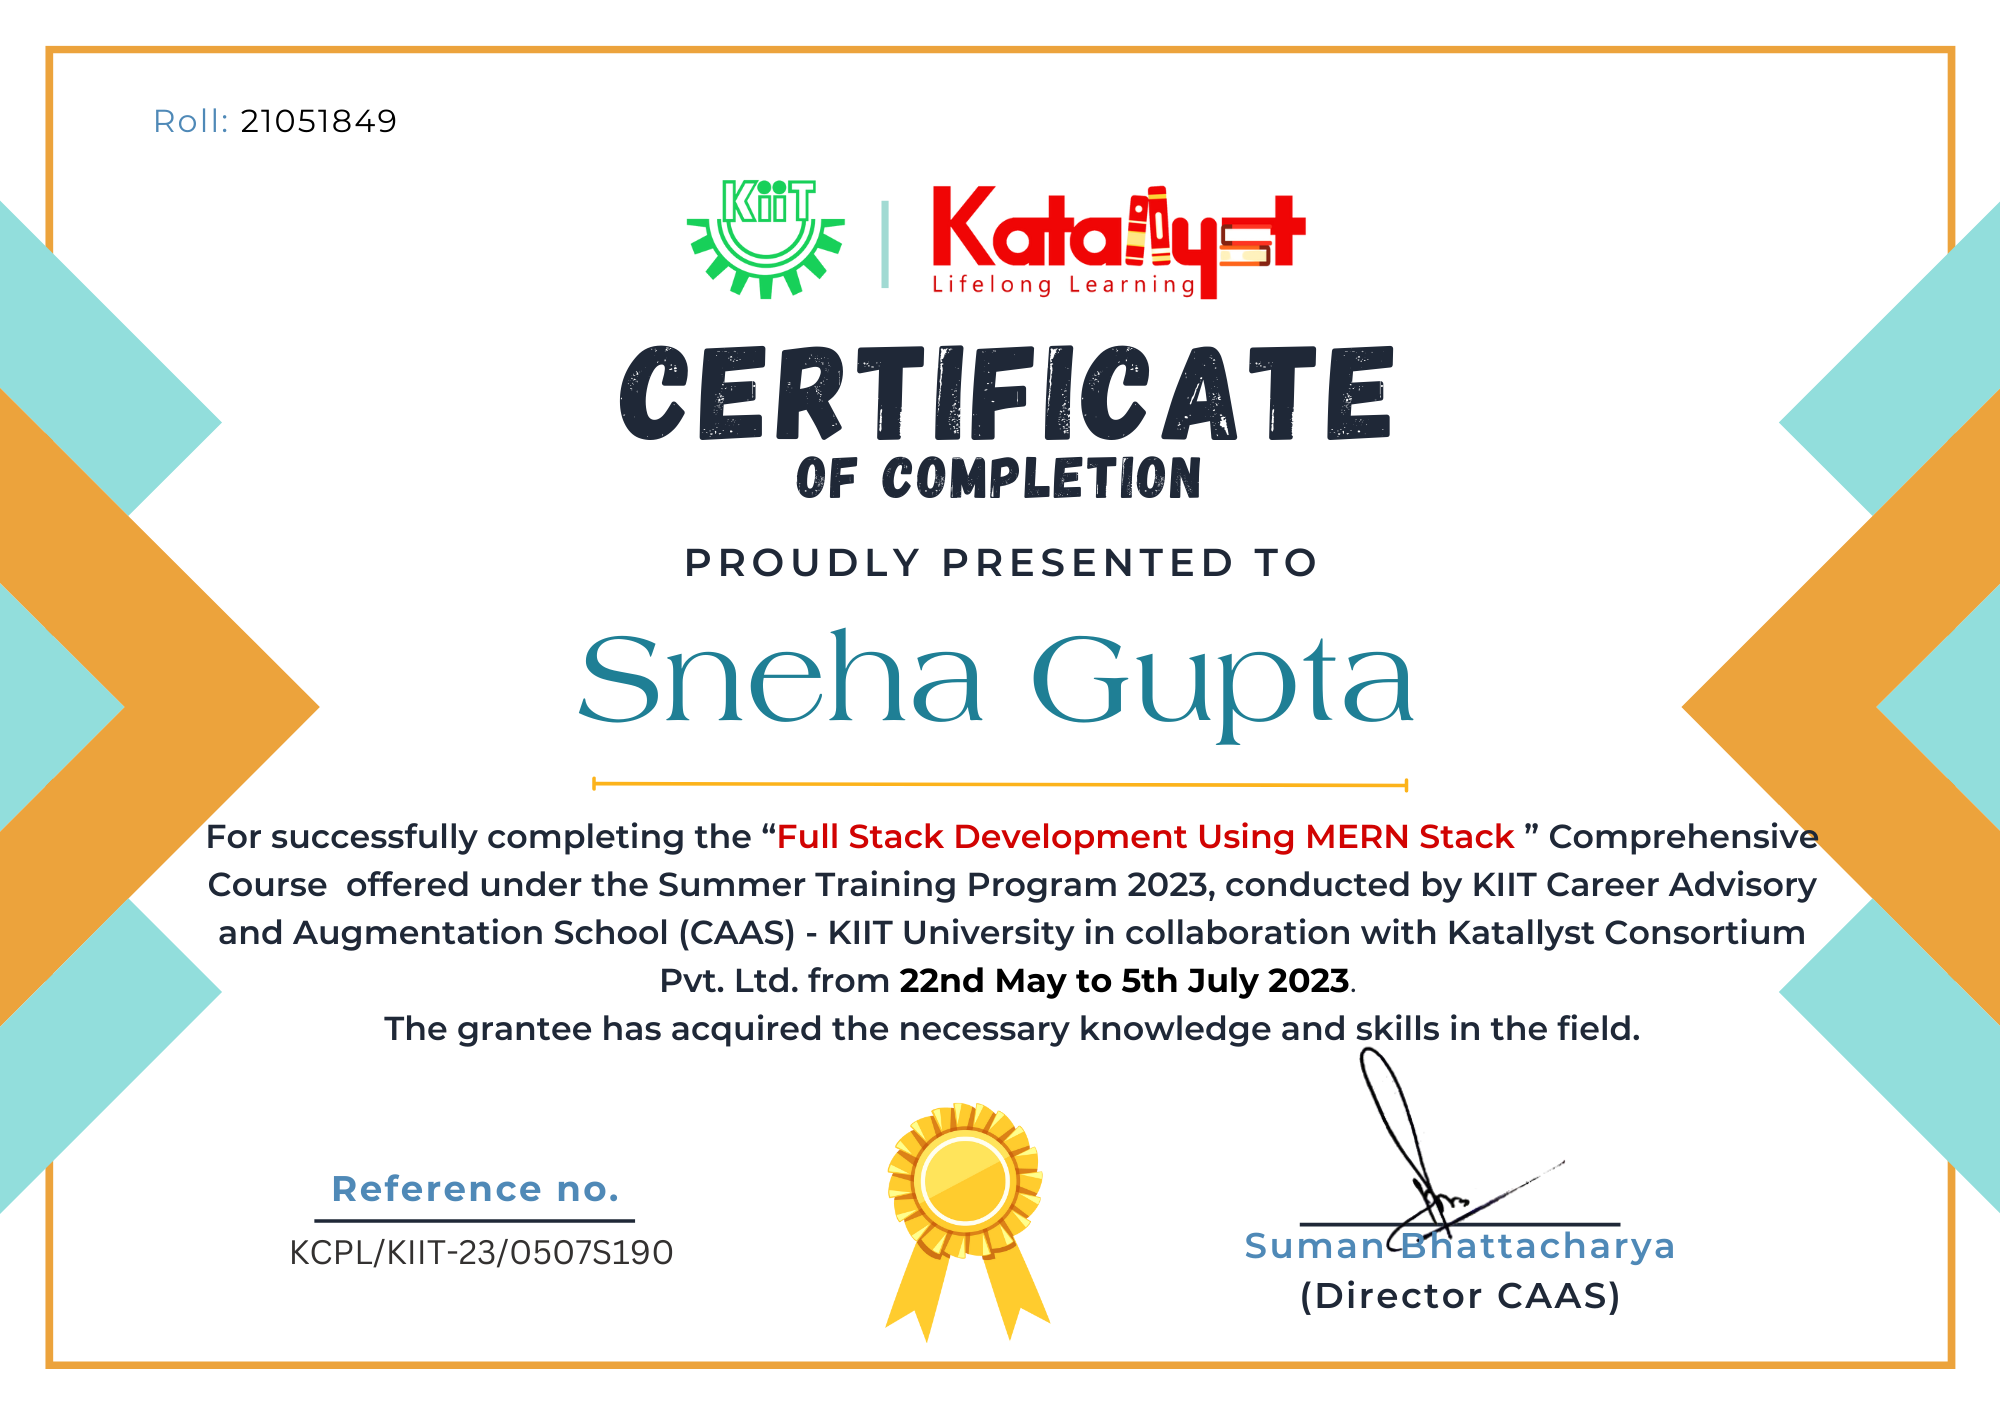 Roll: 21051849
KiiT
Katallyst
Lifelong Learning
CERTIFICATE
OF COMPLETION
PROUDLY PRESENTED TO
Sneha Gupta
For successfully completing the “Full Stack Development Using MERN Stack ” Comprehensive
Course offered under the Summer Training Program 2023, conducted by KIIT Career Advisory
and Augmentation School (CAAS) - KIIT University in collaboration with Katallyst Consortium
Pvt. Ltd. from 22nd May to 5th July 2023.
The grantee has acquired the necessary knowledge and skills in the field.
Reference no.
KCPL/KIIT-23/0507S190
Suman Bhattacharya
(Director CAAS)